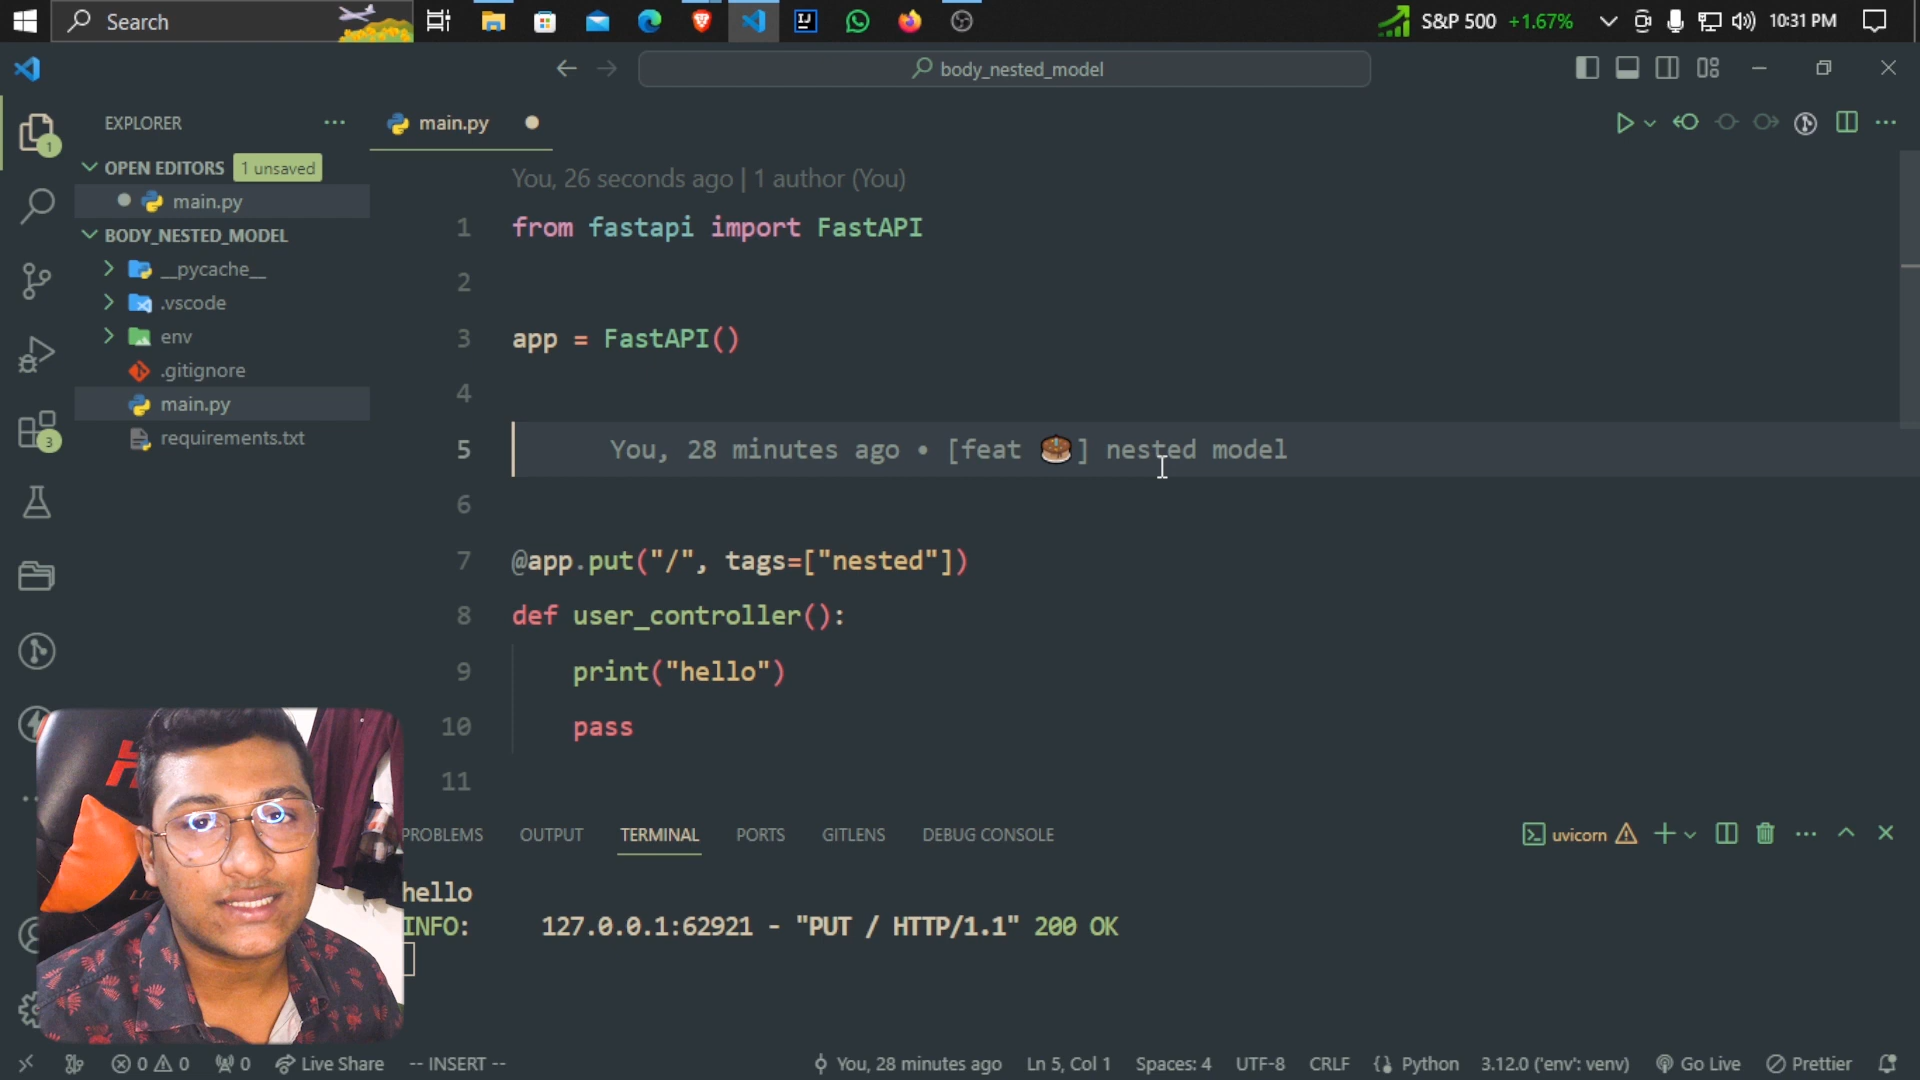 Search
S&P 500 +1.67%
10:31 PM
body_nested_model
EXPLORER
main.py
OPEN EDITORS 1 unsaved
main.py
BODY_NESTED_MODEL
__pycache__
.vscode
env
.gitignore
main.py
requirements.txt
1
3
You, 26 seconds ago | 1 author (You)
1 from fastapi import FastAPI
2
3 app = FastAPI()
4
5 You, 28 minutes ago • [feat 🎂] nested model
6
7 @app.put("/", tags=["nested"])
8 def user_controller():
9 print("hello")
10 pass
11
PROBLEMS OUTPUT TERMINAL PORTS GITLENS DEBUG CONSOLE
uvicorn
hello
INFO: 127.0.0.1:62921 - "PUT / HTTP/1.1" 200 OK
0 0 0 Live Share -- INSERT -- You, 28 minutes ago Ln 5, Col 1 Spaces: 4 UTF-8 CRLF Python 3.12.0 ('env': venv) Go Live Prettier